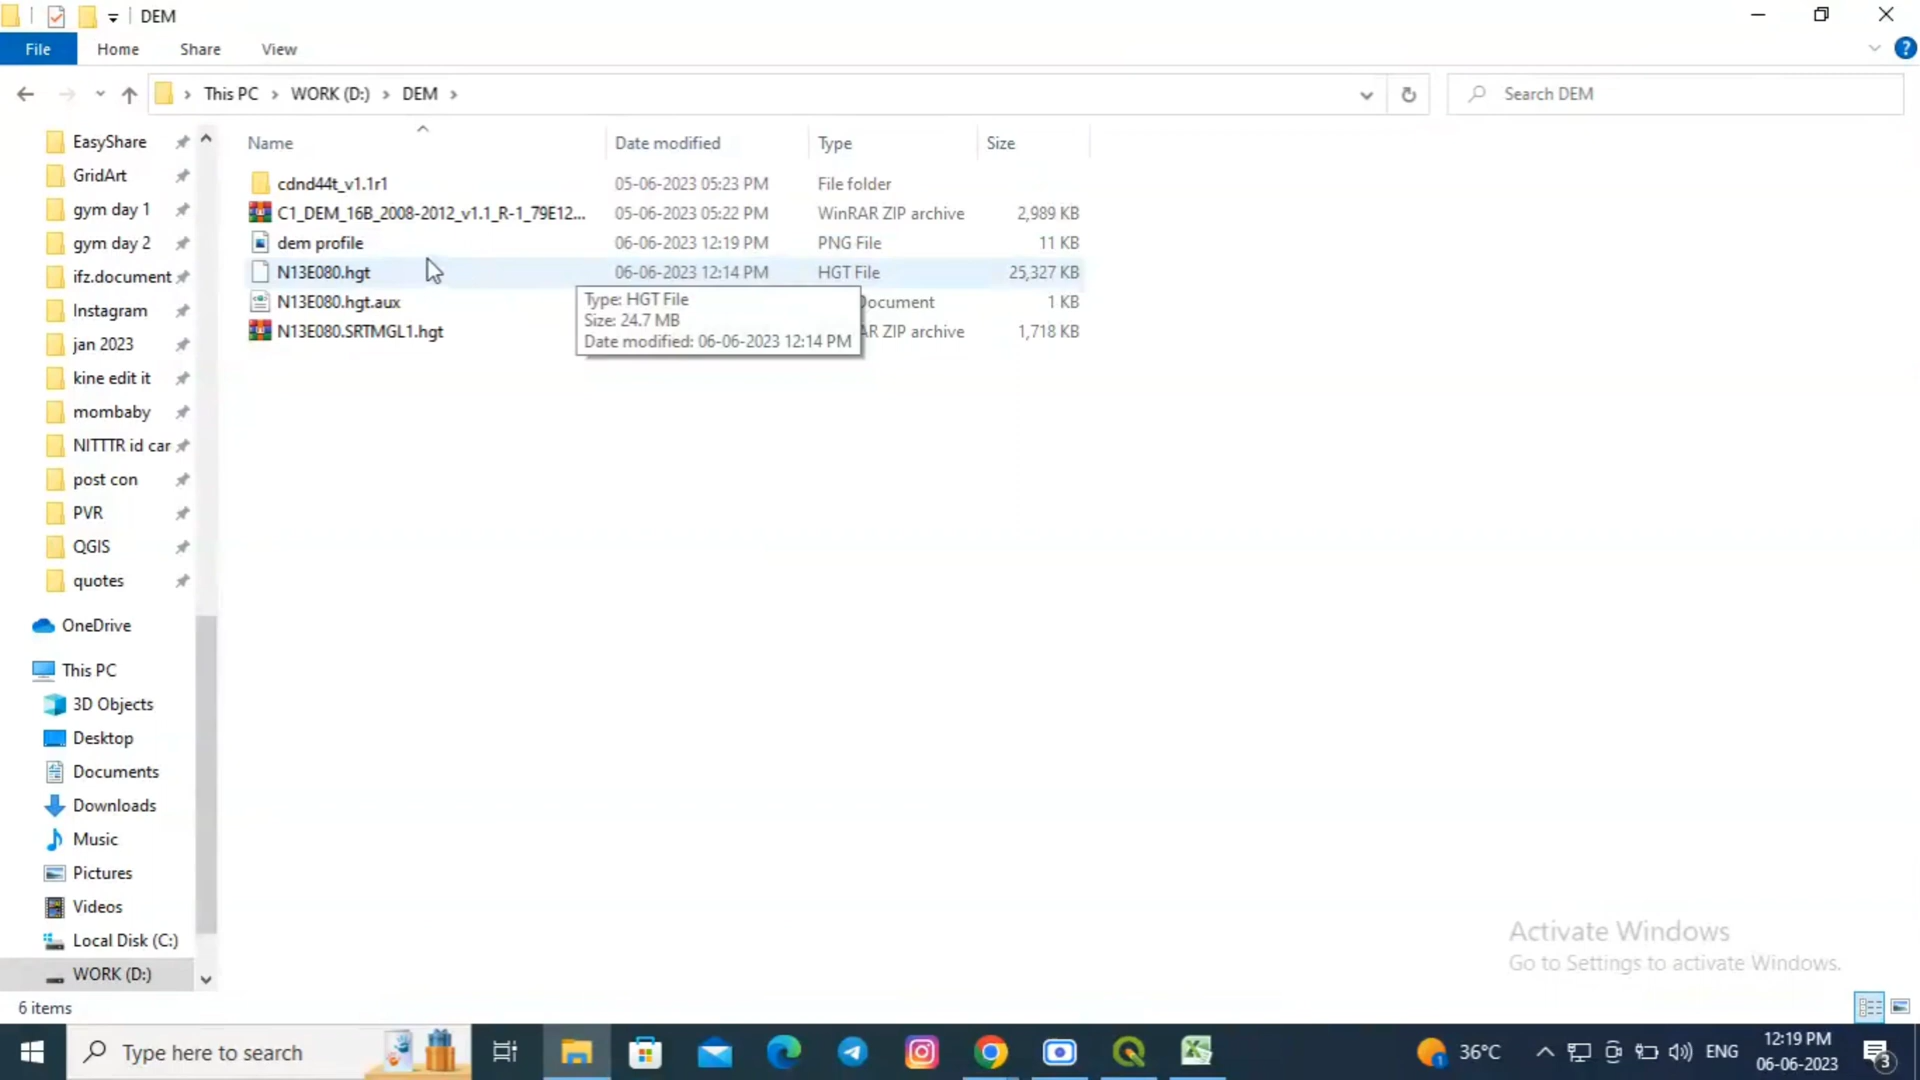 DEM
File Home Share View
This PC WORK (D:) DEM
Search DEM
Name Date modified Type Size
cdnd44t_v1.1r1 05-06-2023 05:23 PM File folder
C1_DEM_16B_2008-2012_v1.1_R-1_79E12... 05-06-2023 05:22 PM WinRAR ZIP archive 2,989 KB
dem profile 06-06-2023 12:19 PM PNG File 11 KB
N13E080.hgt 06-06-2023 12:14 PM HGT File 25,327 KB
N13E080.hgt.aux Document 1 KB
N13E080.SRTMGL1.hgt AR ZIP archive 1,718 KB
Type: HGT File
Size: 24.7 MB
Date modified: 06-06-2023 12:14 PM
EasyShare
GridArt
gym day 1
gym day 2
ifz.document
Instagram
jan 2023
kine edit it
mombaby
NITTTR id car
post con
PVR
QGIS
quotes
OneDrive
This PC
3D Objects
Desktop
Documents
Downloads
Music
Pictures
Videos
Local Disk (C:)
WORK (D:)
Activate Windows
Go to Settings to activate Windows.
6 items
Type here to search
36°C
ENG
12:19 PM
06-06-2023
3